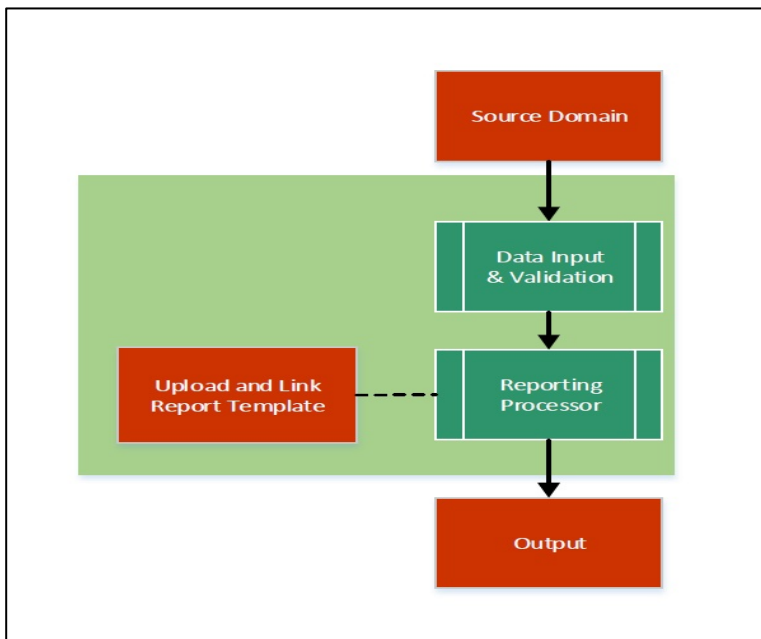 Source Domain
Data Input
& Validation
Upload and Link
Report Template
Reporting
Processor
Output